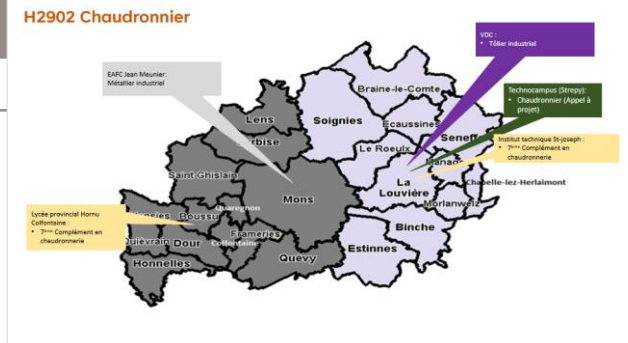 H2902 Chaudronnier
VDC :
• Tôlier industriel
EAFC Jean Meunier:
Métallier industriel
Technocampus (Strepy):
• Chaudronnier (Appel à
projet)
Institut technique St-joseph :
• 7ème Complément en
chaudronnerie
Lycée provincial Hornu
Colfontaine :
• 7ème Complément en
chaudronnerie
Braine-le-Comte
Lens
Soignies
Ecaussines
Seneff
Le Roeulx
Saint Ghislain
La
Louvière
Chapelle-lez-Herlaimont
Mons
Quaregnon
Boussu
Morlanwelz
Binche
Frameries
Colfontaine
Quiévrain
Dour
Estinnes
Quévy
Honnelles